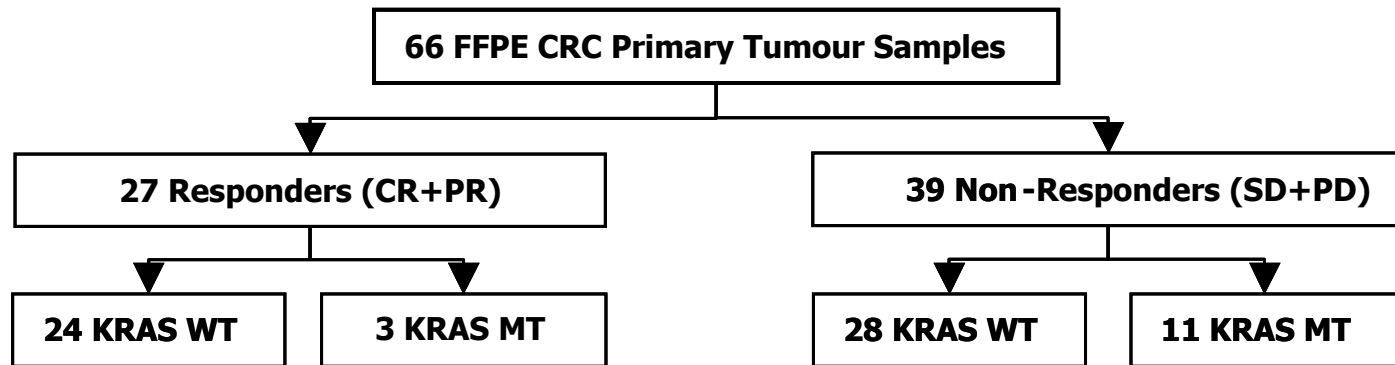 66 FFPE CRC Primary Tumour Samples
27 Responders (CR+PR)
39 Non-Responders (SD+PD)
24 KRAS WT
3 KRAS MT
28 KRAS WT
11 KRAS MT